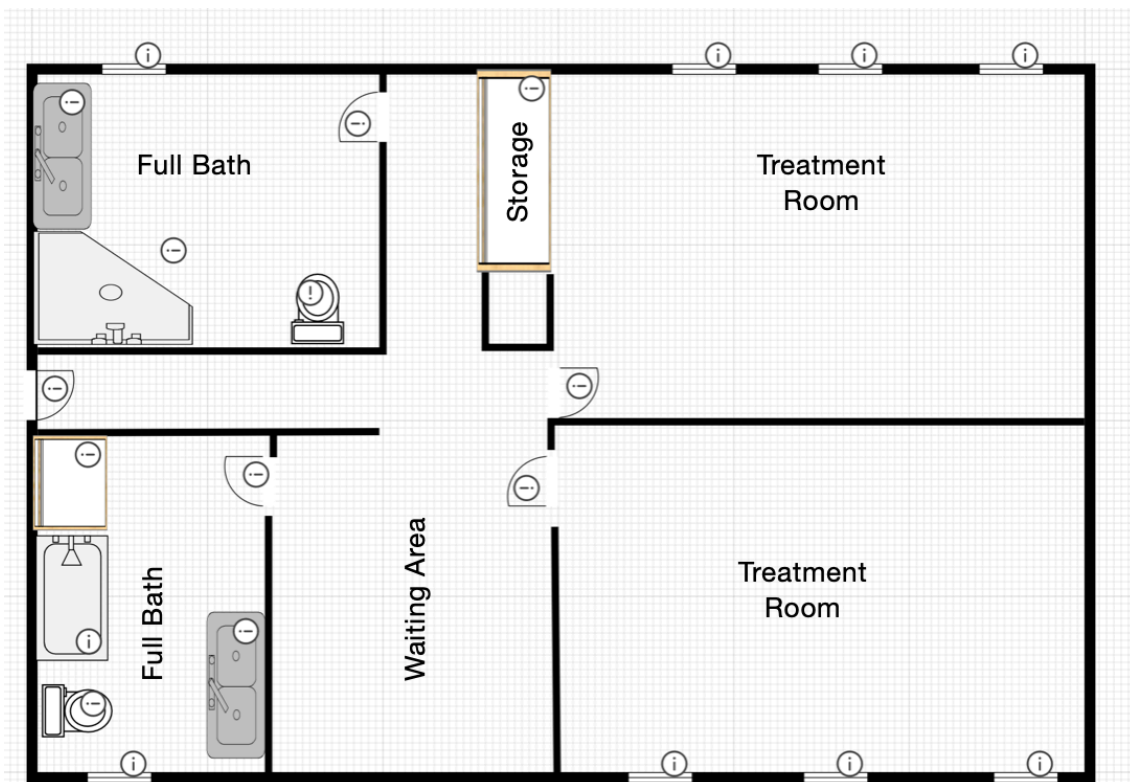 Full Bath
Storage
Treatment
Room
Full Bath
Waiting Area
Treatment
Room